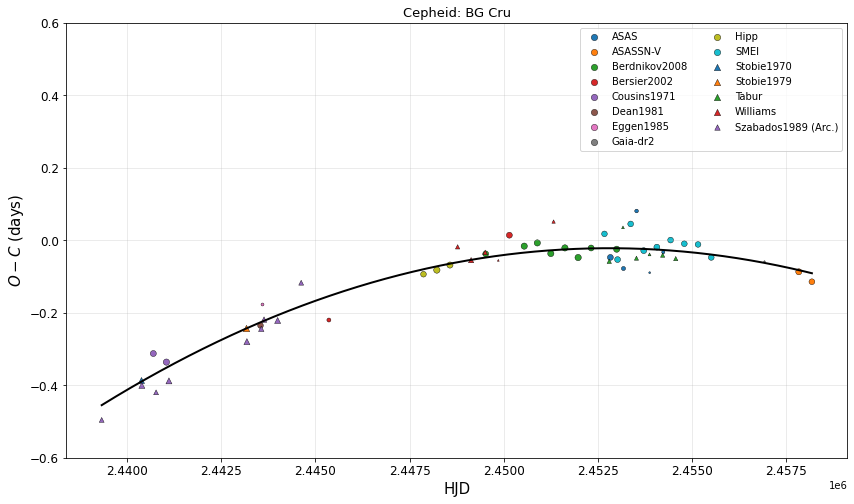 Cepheid: BG Cru
ASAS
ASASSN-V
Berdnikov2008
Bersier2002
Cousins1971
Dean1981
Eggen1985
Gaia-dr2
Hipp
SMEI
Stobie1970
Stobie1979
Tabur
Williams
Szabados1989 (Arc.)
0.6
0.4
0.2
0.0
−0.2
−0.4
−0.6
O − C (days)
2.4400 2.4425 2.4450 2.4475 2.4500 2.4525 2.4550 2.4575
1e6
HJD